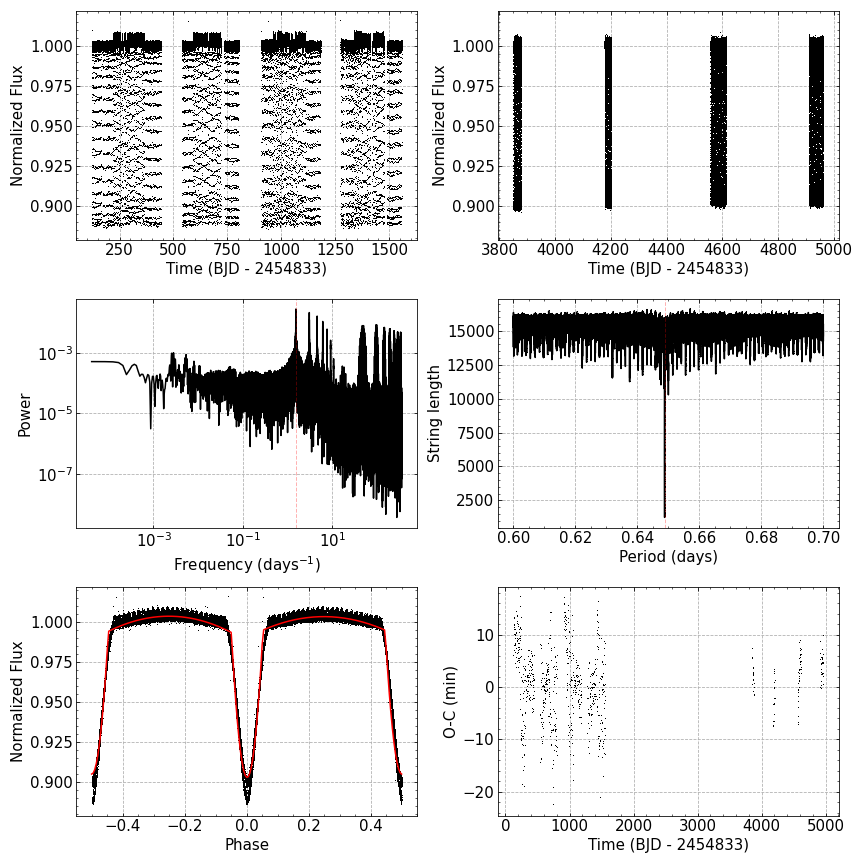 Normalized Flux
1.000
0.975
0.950
0.925
0.900
250 500 750 1000 1250 1500
Time (BJD - 2454833)
Normalized Flux
1.000
0.975
0.950
0.925
0.900
3800 4000 4200 4400 4600 4800 5000
Time (BJD - 2454833)
Power
10⁻³
10⁻⁵
10⁻⁷
10⁻³ 10⁻¹ 10¹
Frequency (days⁻¹)
String length
15000
12500
10000
7500
5000
2500
0.60 0.62 0.64 0.66 0.68 0.70
Period (days)
Normalized Flux
1.000
0.975
0.950
0.925
0.900
−0.4 −0.2 0.0 0.2 0.4
Phase
O-C (min)
10
0
−10
−20
0 1000 2000 3000 4000 5000
Time (BJD - 2454833)